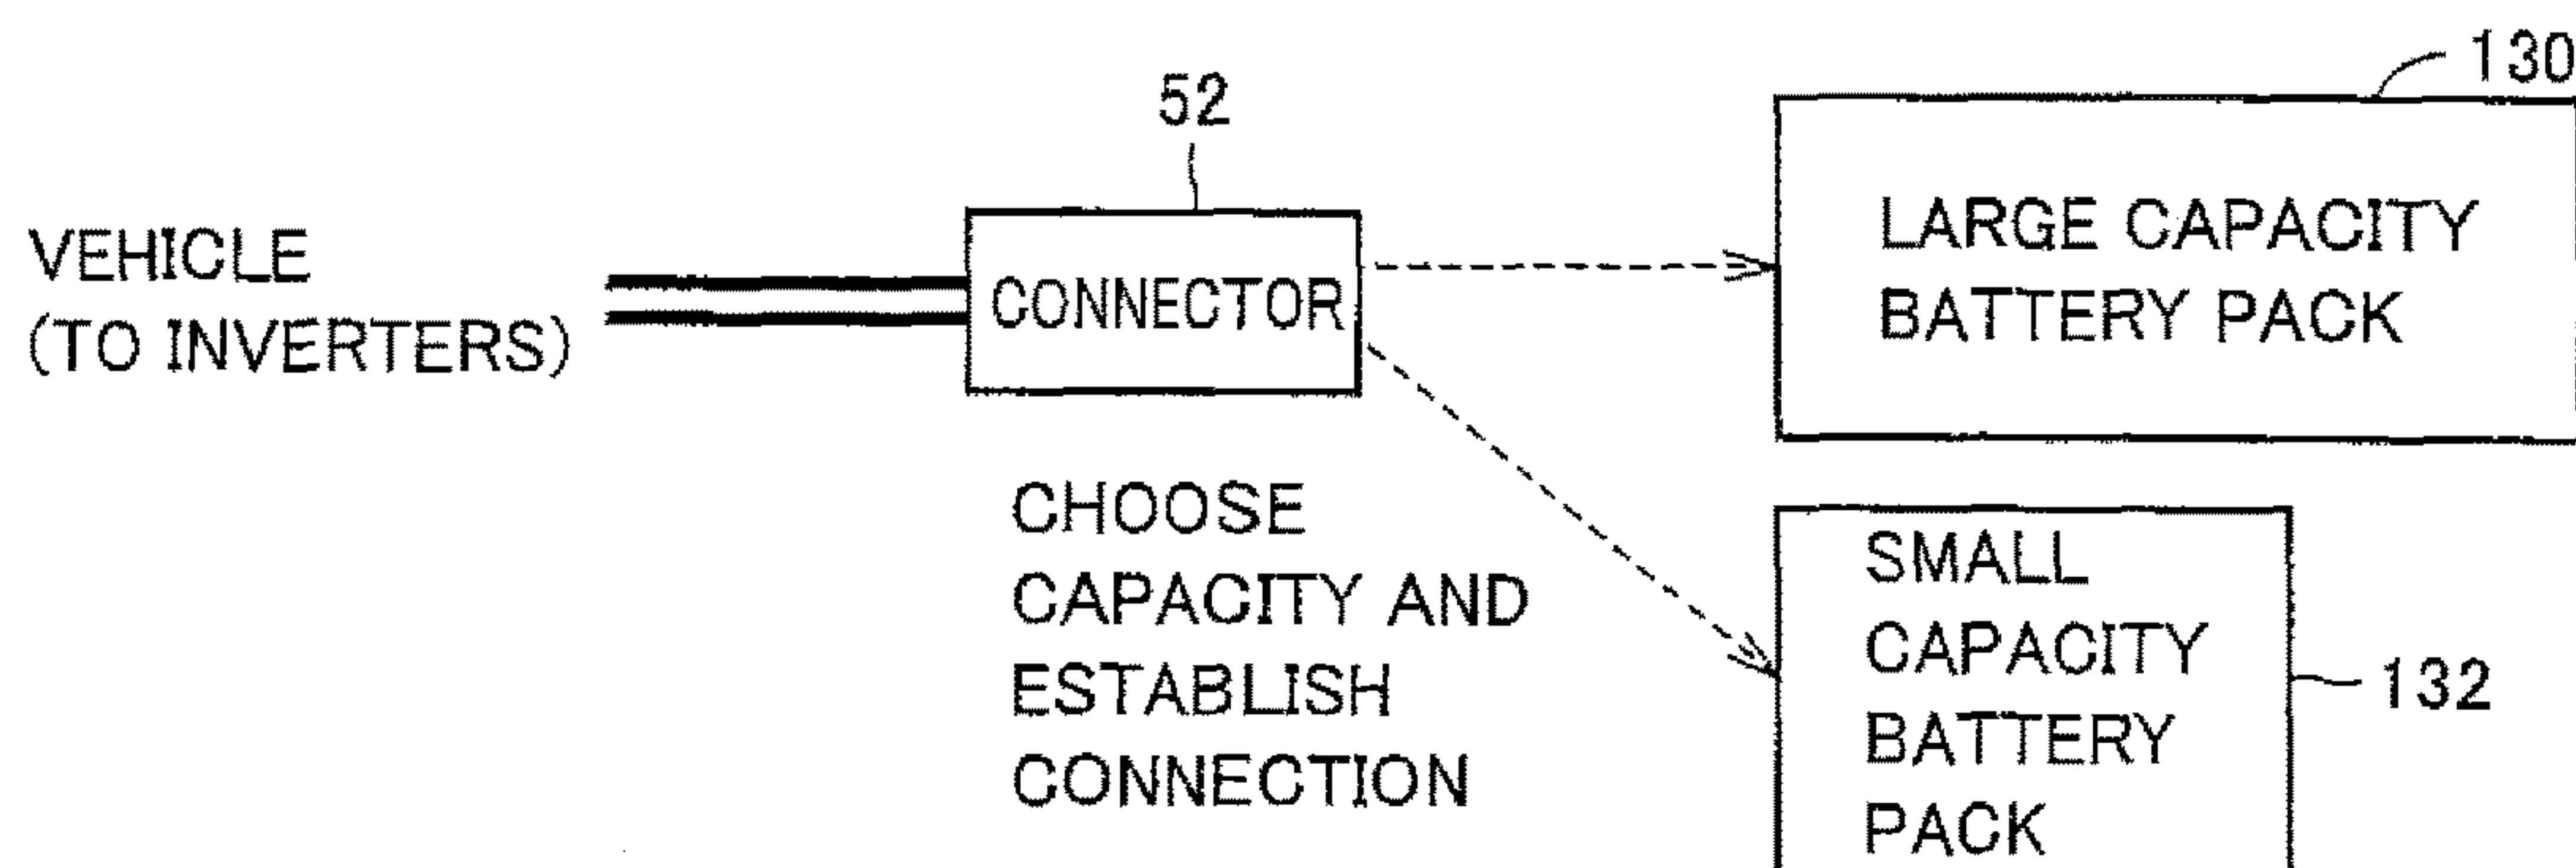 130
52
VEHICLE
(TO INVERTERS)
CONNECTOR
LARGE CAPACITY
BATTERY PACK
CHOOSE
CAPACITY AND
ESTABLISH
CONNECTION
SMALL
CAPACITY
BATTERY
PACK
132